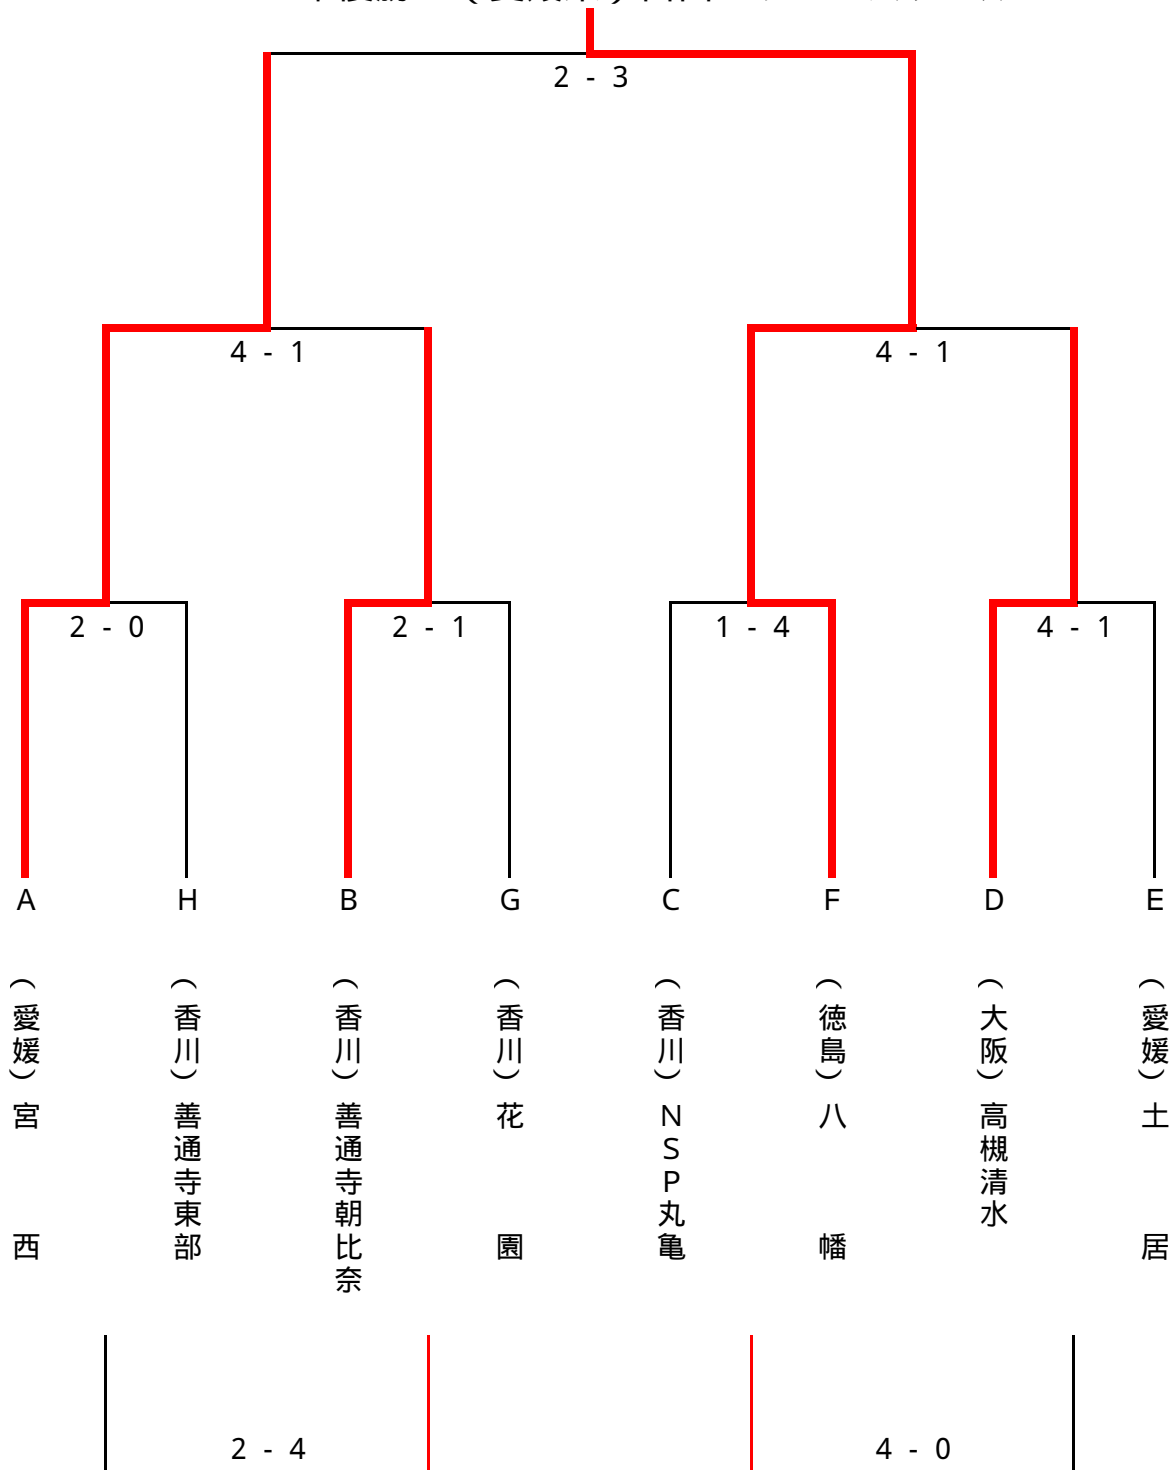 2 - 3
4 - 1
4 - 1
2 - 0
2 - 1
1 - 4
4 - 1
A
H
B
G
C
F
D
E
(愛媛)宮西
(香川)善通寺東部
(香川)善通寺朝比奈
(香川)花園
(香川)NSP丸亀
(徳島)八幡
(大阪)高槻清水
(愛媛)土居
2 - 4
4 - 0